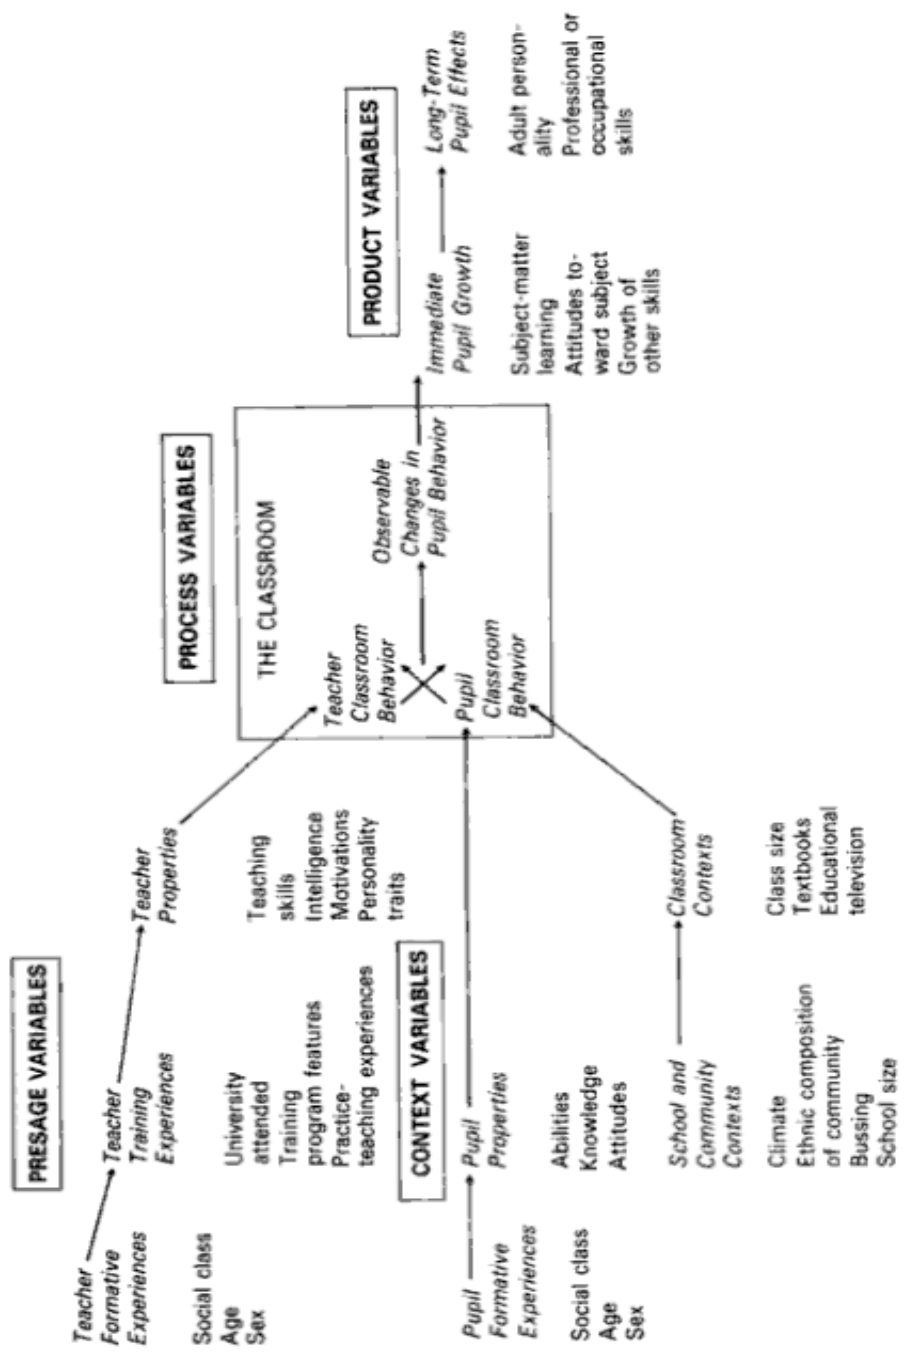 PRESAGE VARIABLES
Teacher
Formative
Experiences
Social class
Age
Sex
Teacher
Training
Experiences
University
attended
Training
program features
Practice-
teaching experiences
Teacher
Properties
Teaching
skills
Intelligence
Motivations
Personality
traits
CONTEXT VARIABLES
Pupil
Formative
Experiences
Social class
Age
Sex
Pupil
Properties
Abilities
Knowledge
Attitudes
School and
Community
Contexts
Climate
Ethnic composition
of community
Bussing
School size
Classroom
Contexts
Class size
Textbooks
Educational
television
PROCESS VARIABLES
THE CLASSROOM
Teacher
Classroom
Behavior
Pupil
Classroom
Behavior
Observable
Changes in
Pupil Behavior
PRODUCT VARIABLES
Immediate
Pupil Growth
Subject-matter
learning
Attitudes to-
ward subject
Growth of
other skills
Long-Term
Pupil Effects
Adult person-
ality
Professional or
occupational
skills